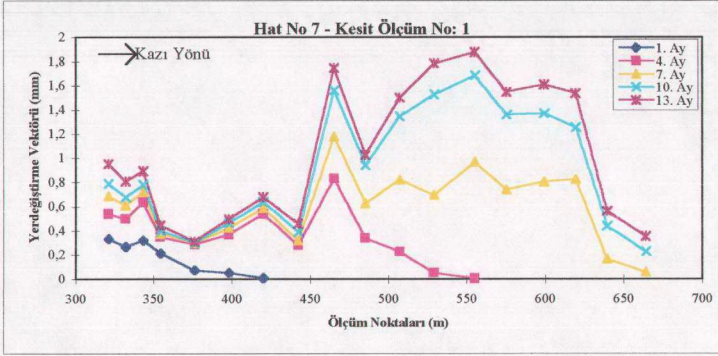 Hat No 7 - Kesit Ölçüm No: 1
Kazı Yönü
1. Ay
4. Ay
7. Ay
10. Ay
13. Ay
Yerdeğiştirme Vektörü (mm)
2
1,8
1,6
1,4
1,2
1
0,8
0,6
0,4
0,2
0
300
350
400
450
500
550
600
650
700
Ölçüm Noktaları (m)